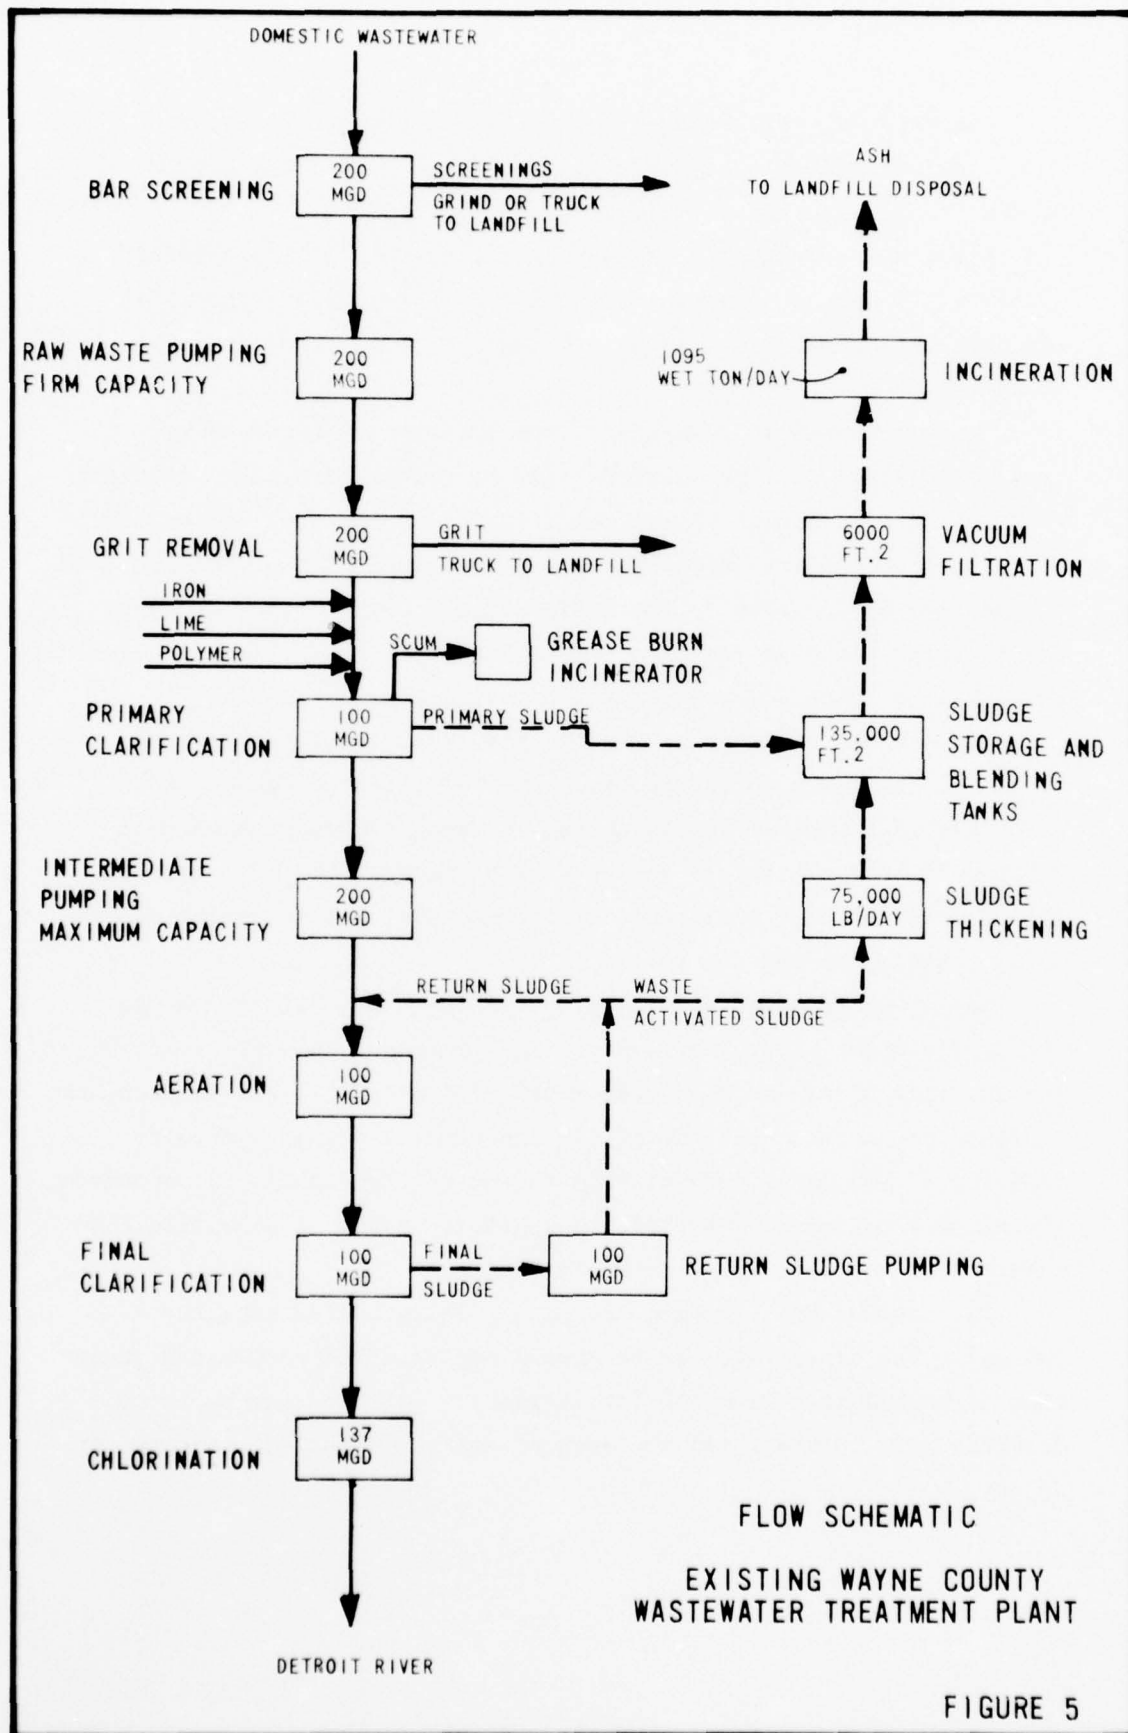 DOMESTIC WASTEWATER
BAR SCREENING
200
MGD
SCREENINGS
GRIND OR TRUCK
TO LANDFILL
ASH
TO LANDFILL DISPOSAL
RAW WASTE PUMPING
FIRM CAPACITY
200
MGD
1095
WET TON/DAY
INCINERATION
GRIT REMOVAL
200
MGD
GRIT
TRUCK TO LANDFILL
6000
FT.2
VACUUM
FILTRATION
IRON
LIME
POLYMER
SCUM
GREASE BURN
INCINERATOR
PRIMARY
CLARIFICATION
100
MGD
PRIMARY SLUDGE
135,000
FT.2
SLUDGE
STORAGE AND
BLENDING
TANKS
INTERMEDIATE
PUMPING
MAXIMUM CAPACITY
200
MGD
75,000
LB/DAY
SLUDGE
THICKENING
RETURN SLUDGE
WASTE
ACTIVATED SLUDGE
AERATION
100
MGD
FINAL
CLARIFICATION
100
MGD
FINAL
SLUDGE
100
MGD
RETURN SLUDGE PUMPING
CHLORINATION
137
MGD
DETROIT RIVER
FLOW SCHEMATIC
EXISTING WAYNE COUNTY
WASTEWATER TREATMENT PLANT
FIGURE 5